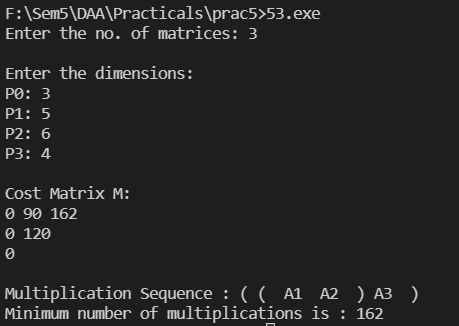 F:\Sem5\DAA\Practicals\prac5>53.exe
Enter the no. of matrices: 3
Enter the dimensions:
P0: 3
P1: 5
P2: 6
P3: 4
Cost Matrix M:
0 90 162
0 120
0
Multiplication Sequence : ( (  A1  A2  ) A3  )
Minimum number of multiplications is : 162